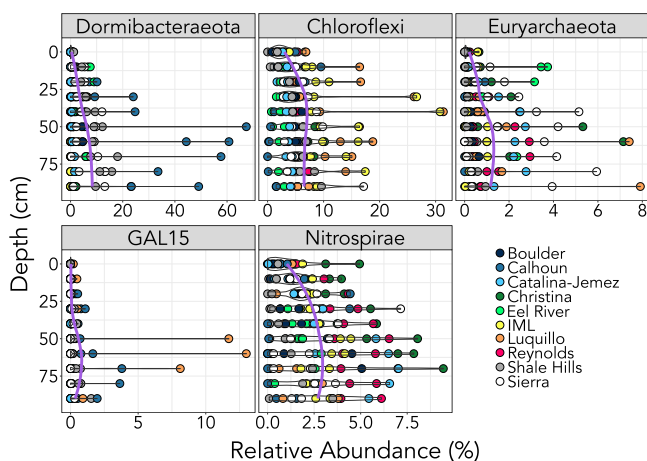 Dormibacteraeota
Chloroflexi
Euryarchaeota
0
25
50
75
0
20
40
60
0
10
20
30
0
2
4
6
8
GAL15
Nitrospirae
0
25
50
75
0
5
10
0
2.5
5.0
7.5
Depth (cm)
Relative Abundance (%)
Boulder
Calhoun
Catalina-Jemez
Christina
Eel River
IML
Luquillo
Reynolds
Shale Hills
Sierra